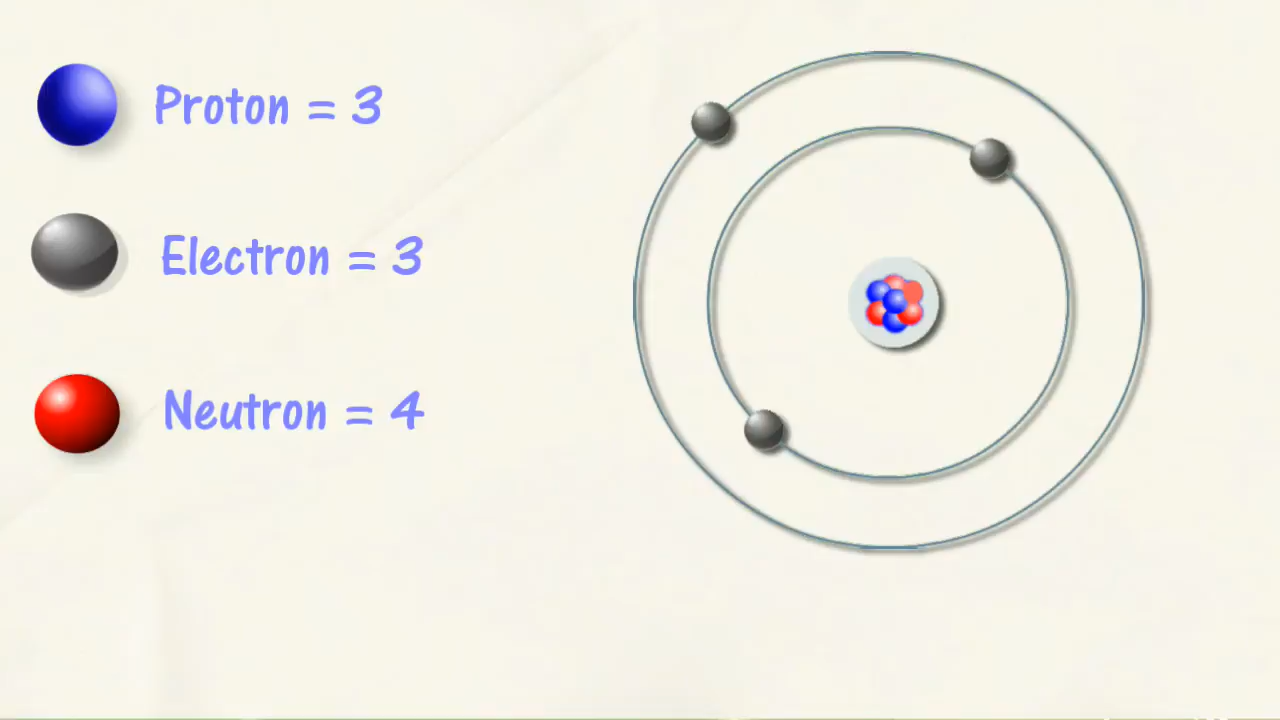 Proton = 3
Electron = 3
Neutron = 4